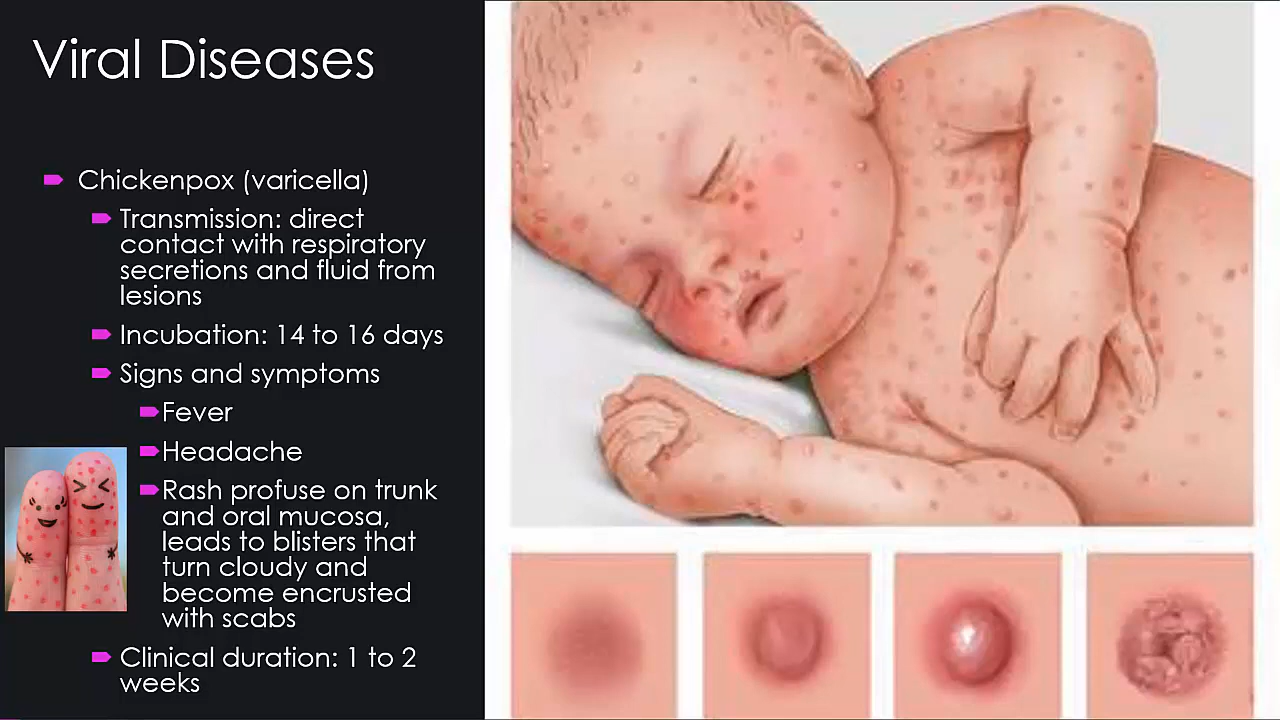 Viral Diseases
Chickenpox (varicella)
Transmission: direct
contact with respiratory
secretions and fluid from
lesions
Incubation: 14 to 16 days
Signs and symptoms
Fever
Headache
Rash profuse on trunk
and oral mucosa,
leads to blisters that
turn cloudy and
become encrusted
with scabs
Clinical duration: 1 to 2
weeks